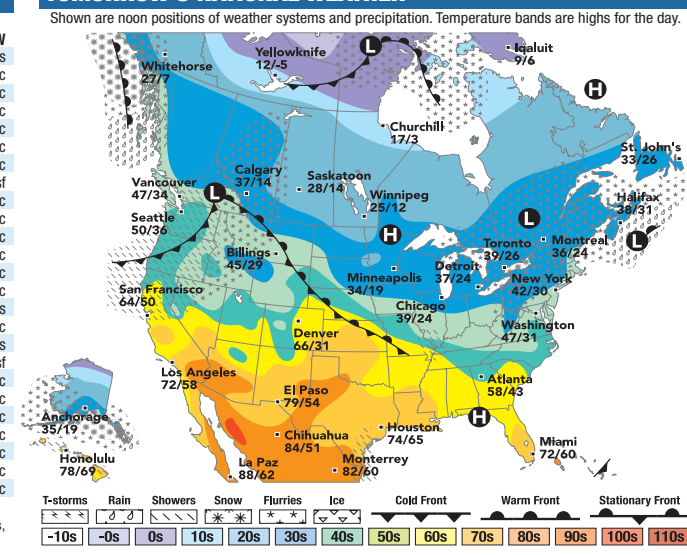 Shown are noon positions of weather systems and precipitation. Temperature bands are highs for the day.
Whitehorse
27/7
Yellowknife
12/-5
L
Iqaluit
9/6
H
Churchill
17/3
St. John's
33/26
Vancouver
47/34
L
Calgary
37/14
Saskatoon
28/14
Winnipeg
25/12
Halifax
38/31
Seattle
50/36
H
L
L
Billings
45/29
Toronto
39/26
Montreal
36/24
Minneapolis
34/19
Detroit
37/24
New York
42/30
San Francisco
64/50
Chicago
39/24
Washington
47/31
Denver
66/31
Los Angeles
72/58
Atlanta
58/43
El Paso
79/54
H
Anchorage
35/19
Houston
74/65
Chihuahua
84/51
Miami
72/60
Honolulu
78/69
La Paz
88/62
Monterrey
82/60
T-storms Rain Showers Snow Flurries Ice Cold Front Warm Front Stationary Front
-10s -0s 0s 10s 20s 30s 40s 50s 60s 70s 80s 90s 100s 110s